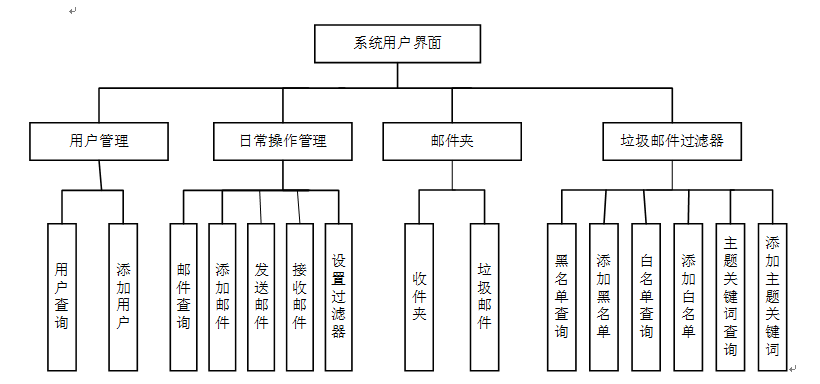 系统用户界面
用户管理
日常操作管理
邮件夹
垃圾邮件过滤器
用户查询
添加用户
邮件查询
添加邮件
发送邮件
接收邮件
设置过滤器
收件夹
垃圾邮件
黑名单查询
添加黑名单
白名单查询
添加白名单
主题关键词查询
添加主题关键词